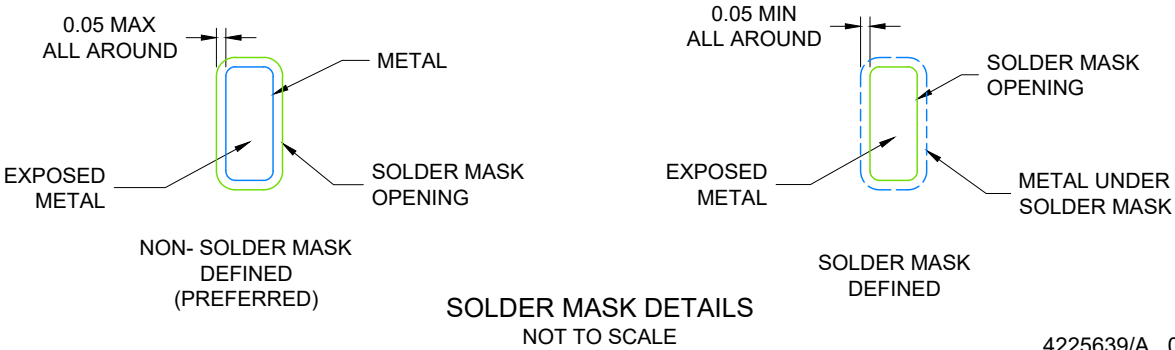 0.05 MAX
ALL AROUND
METAL
EXPOSED
METAL
SOLDER MASK
OPENING
NON- SOLDER MASK
DEFINED
(PREFERRED)
0.05 MIN
ALL AROUND
SOLDER MASK
OPENING
EXPOSED
METAL
METAL UNDER
SOLDER MASK
SOLDER MASK
DEFINED
SOLDER MASK DETAILS
NOT TO SCALE
4225639/A